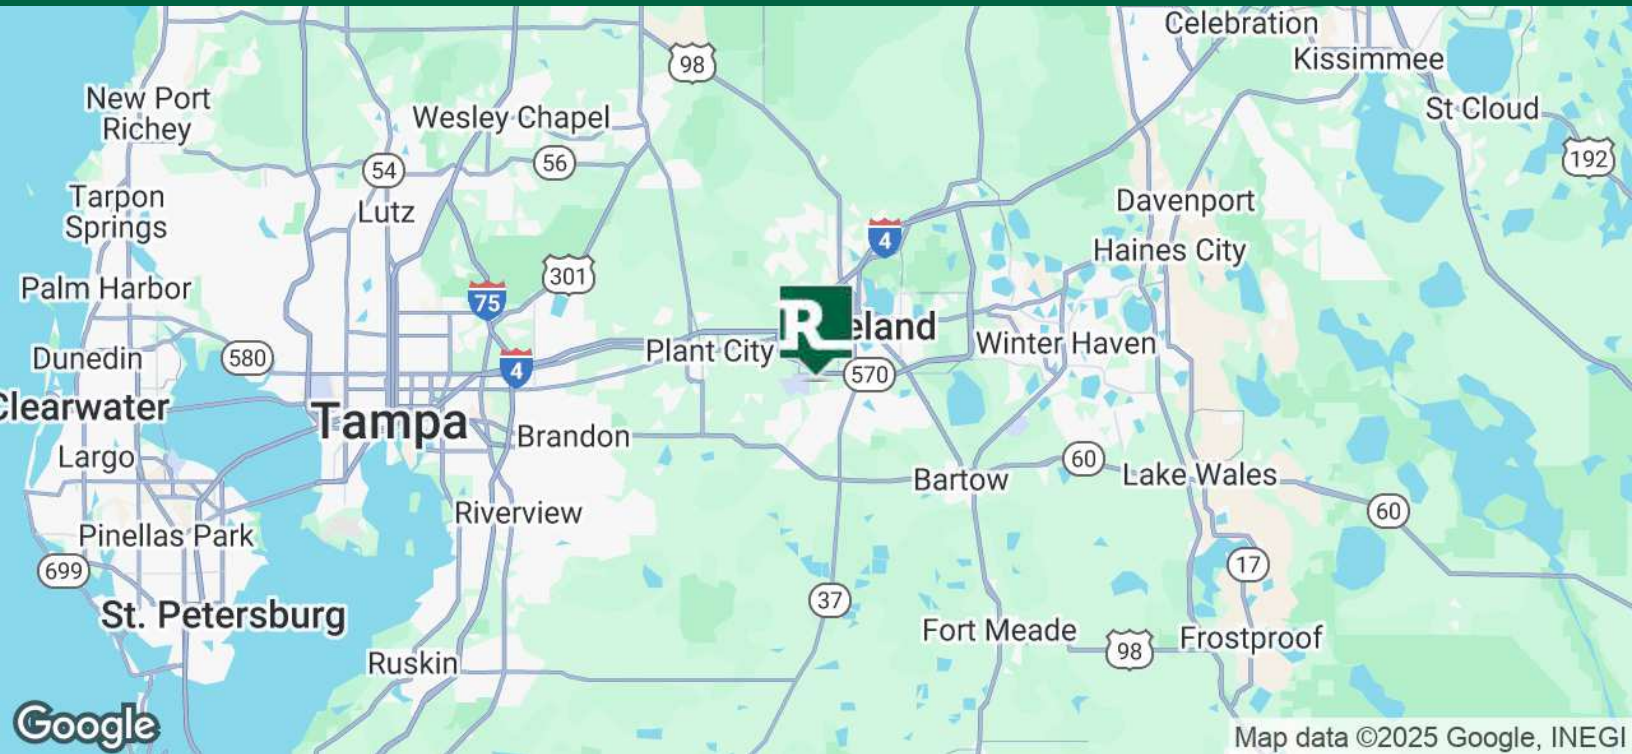 Celebration
Kissimmee
98
New Port
Richey
Wesley Chapel
St Cloud
54
56
192
Tarpon
Springs
Lutz
Davenport
4
Haines City
301
Palm Harbor
75
R
eland
Winter Haven
Plant City
Dunedin
580
4
570
Clearwater
Tampa
Brandon
Largo
60
Bartow
Lake Wales
60
Riverview
Pinellas Park
699
17
37
St. Petersburg
Fort Meade
98
Frostproof
Ruskin
Google
Map data ©2025 Google, INEGI